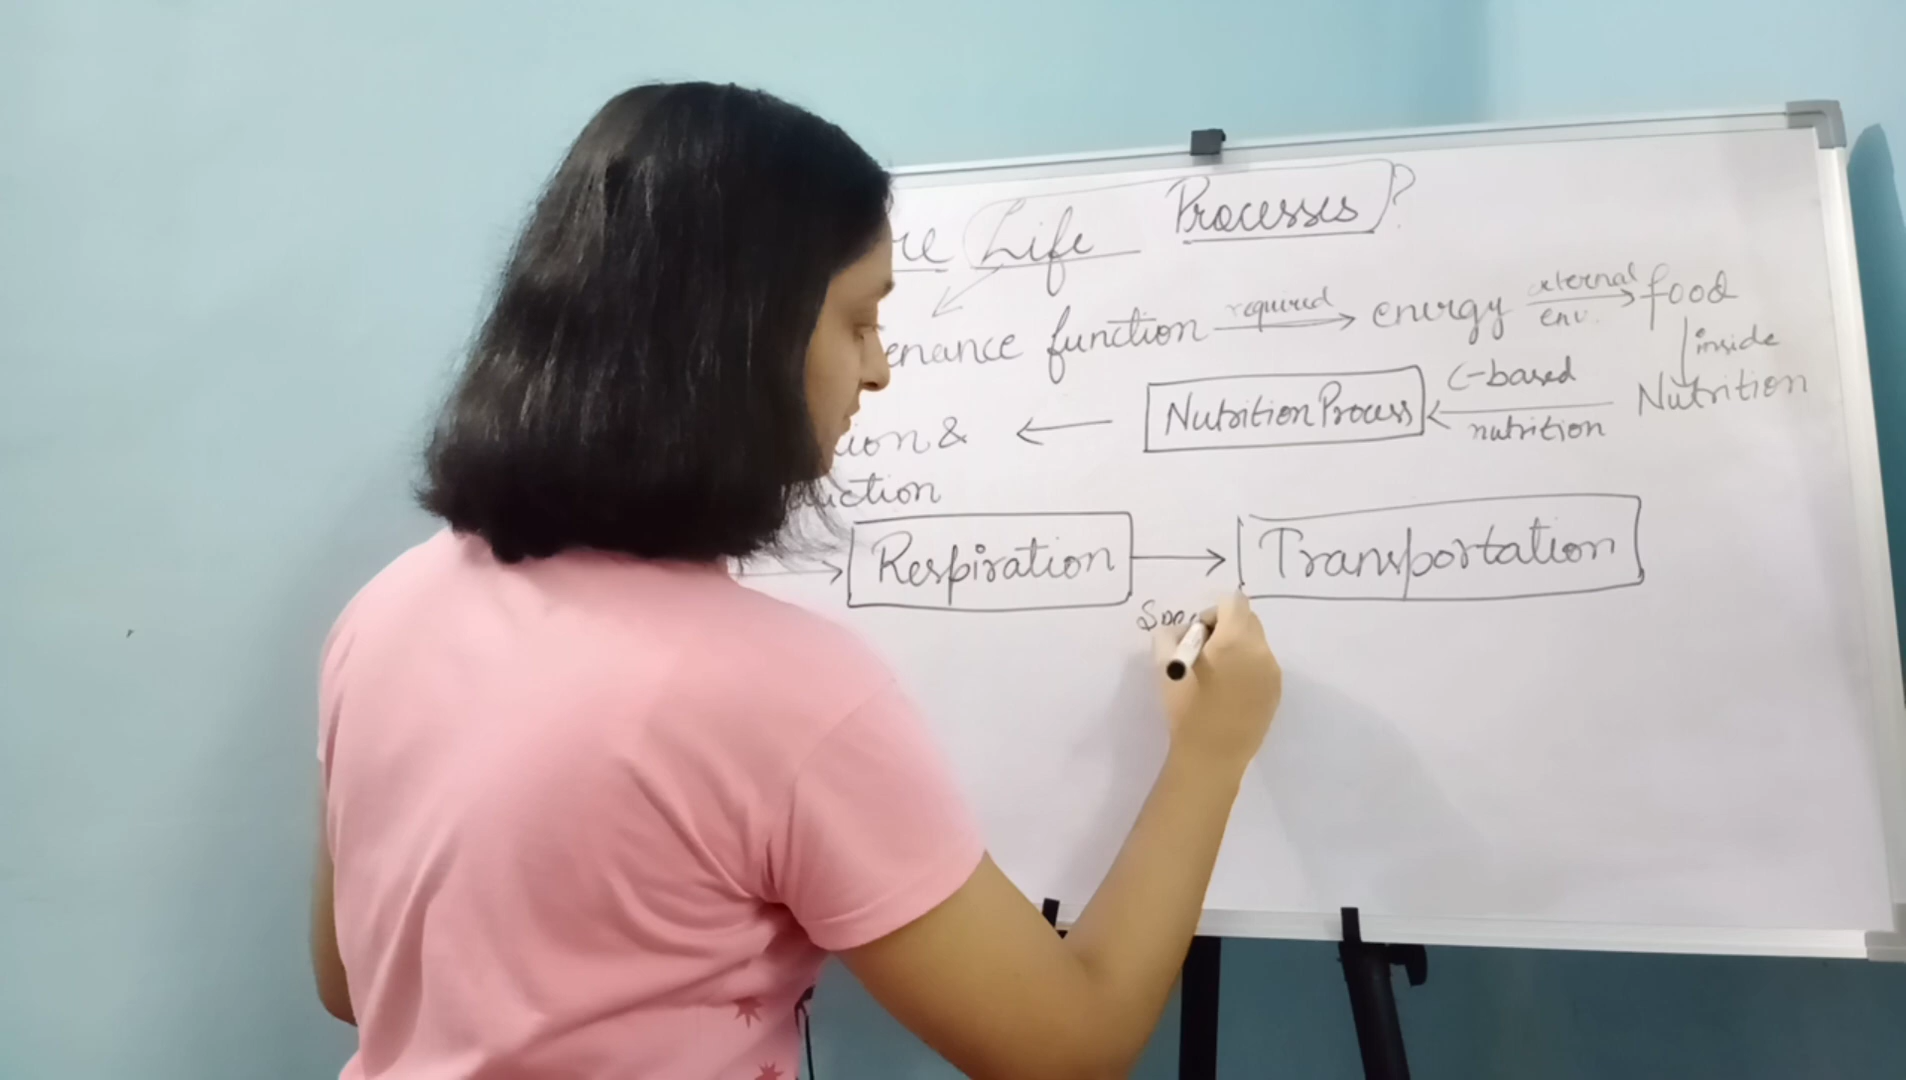 re Life Processes?
enance function required energy external env. food
inside
ion & Nutrition Process C-based nutrition Nutrition
uction
Respiration Transportation